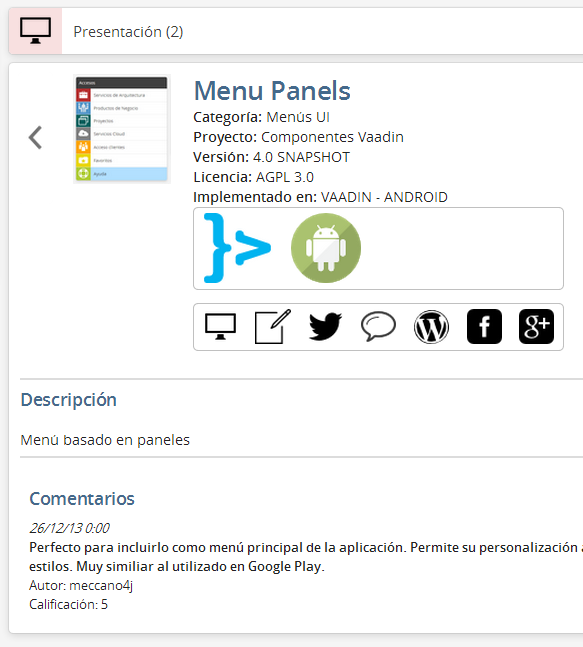 Presentación (2)
Accesos
Servicios de Arquitectura
Productos de Negocio
Proyectos
Servicios Cloud
Acceso clientes
Favoritos
Ayuda
Menu Panels
Categoría: Menús UI
Proyecto: Componentes Vaadin
Versión: 4.0 SNAPSHOT
Licencia: AGPL 3.0
Implementado en: VAADIN - ANDROID
Descripción
Menú basado en paneles
Comentarios
26/12/13 0:00
Perfecto para incluirlo como menú principal de la aplicación. Permite su personalización
estilos. Muy similiar al utilizado en Google Play.
Autor: meccano4j
Calificación: 5